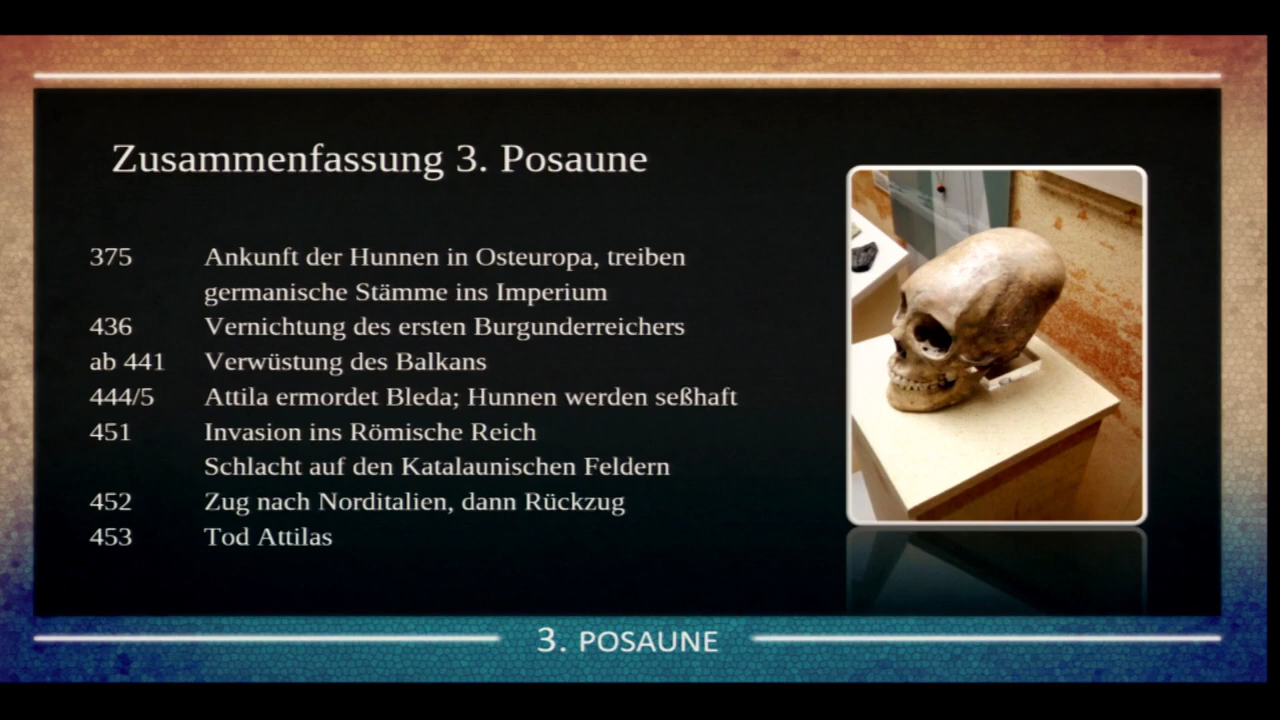 Zusammenfassung 3. Posaune
375 Ankunft der Hunnen in Osteuropa, treiben
germanische Stämme ins Imperium
436 Vernichtung des ersten Burgunderreichers
ab 441 Verwüstung des Balkans
444/5 Attila ermordet Bleda; Hunnen werden seßhaft
451 Invasion ins Römische Reich
Schlacht auf den Katalaunischen Feldern
452 Zug nach Norditalien, dann Rückzug
453 Tod Attilas
3. POSAUNE